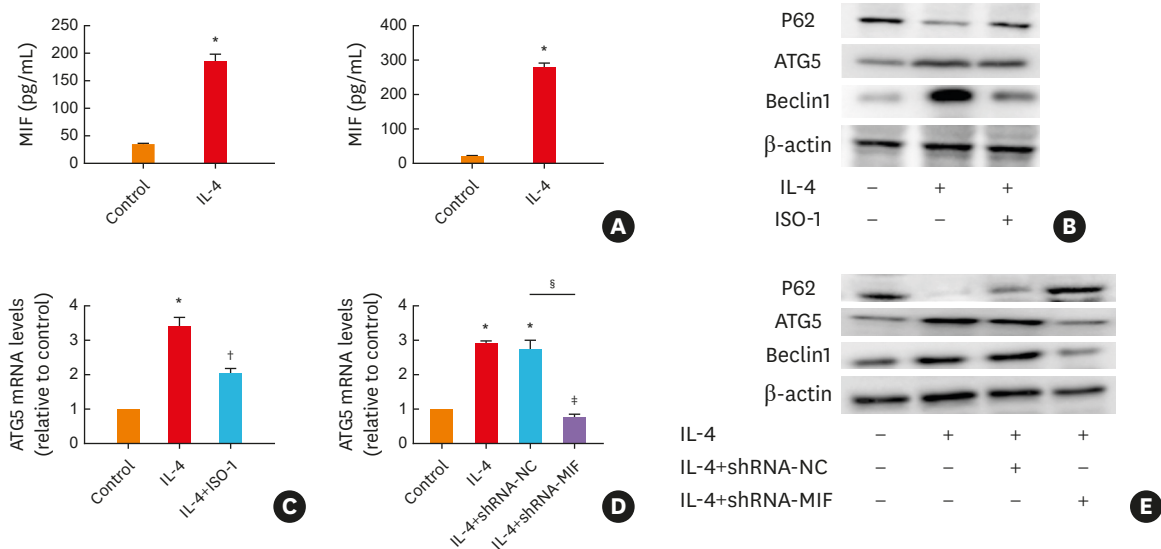 250
200
150
100
50
0
MIF (pg/mL)
*
Control
IL-4
400
300
200
100
0
MIF (pg/mL)
*
Control
IL-4
A
P62
ATG5
Beclin1
β-actin
IL-4 − + +
ISO-1 − − +
B
4
3
2
1
0
ATG5 mRNA levels
(relative to control)
*
†
Control
IL-4
IL-4+ISO-1
C
4
3
2
1
0
ATG5 mRNA levels
(relative to control)
*
*
§
‡
Control
IL-4
IL-4+shRNA-NC
IL-4+shRNA-MIF
D
P62
ATG5
Beclin1
β-actin
IL-4 − + + +
IL-4+shRNA-NC − − + −
IL-4+shRNA-MIF − − − +
E